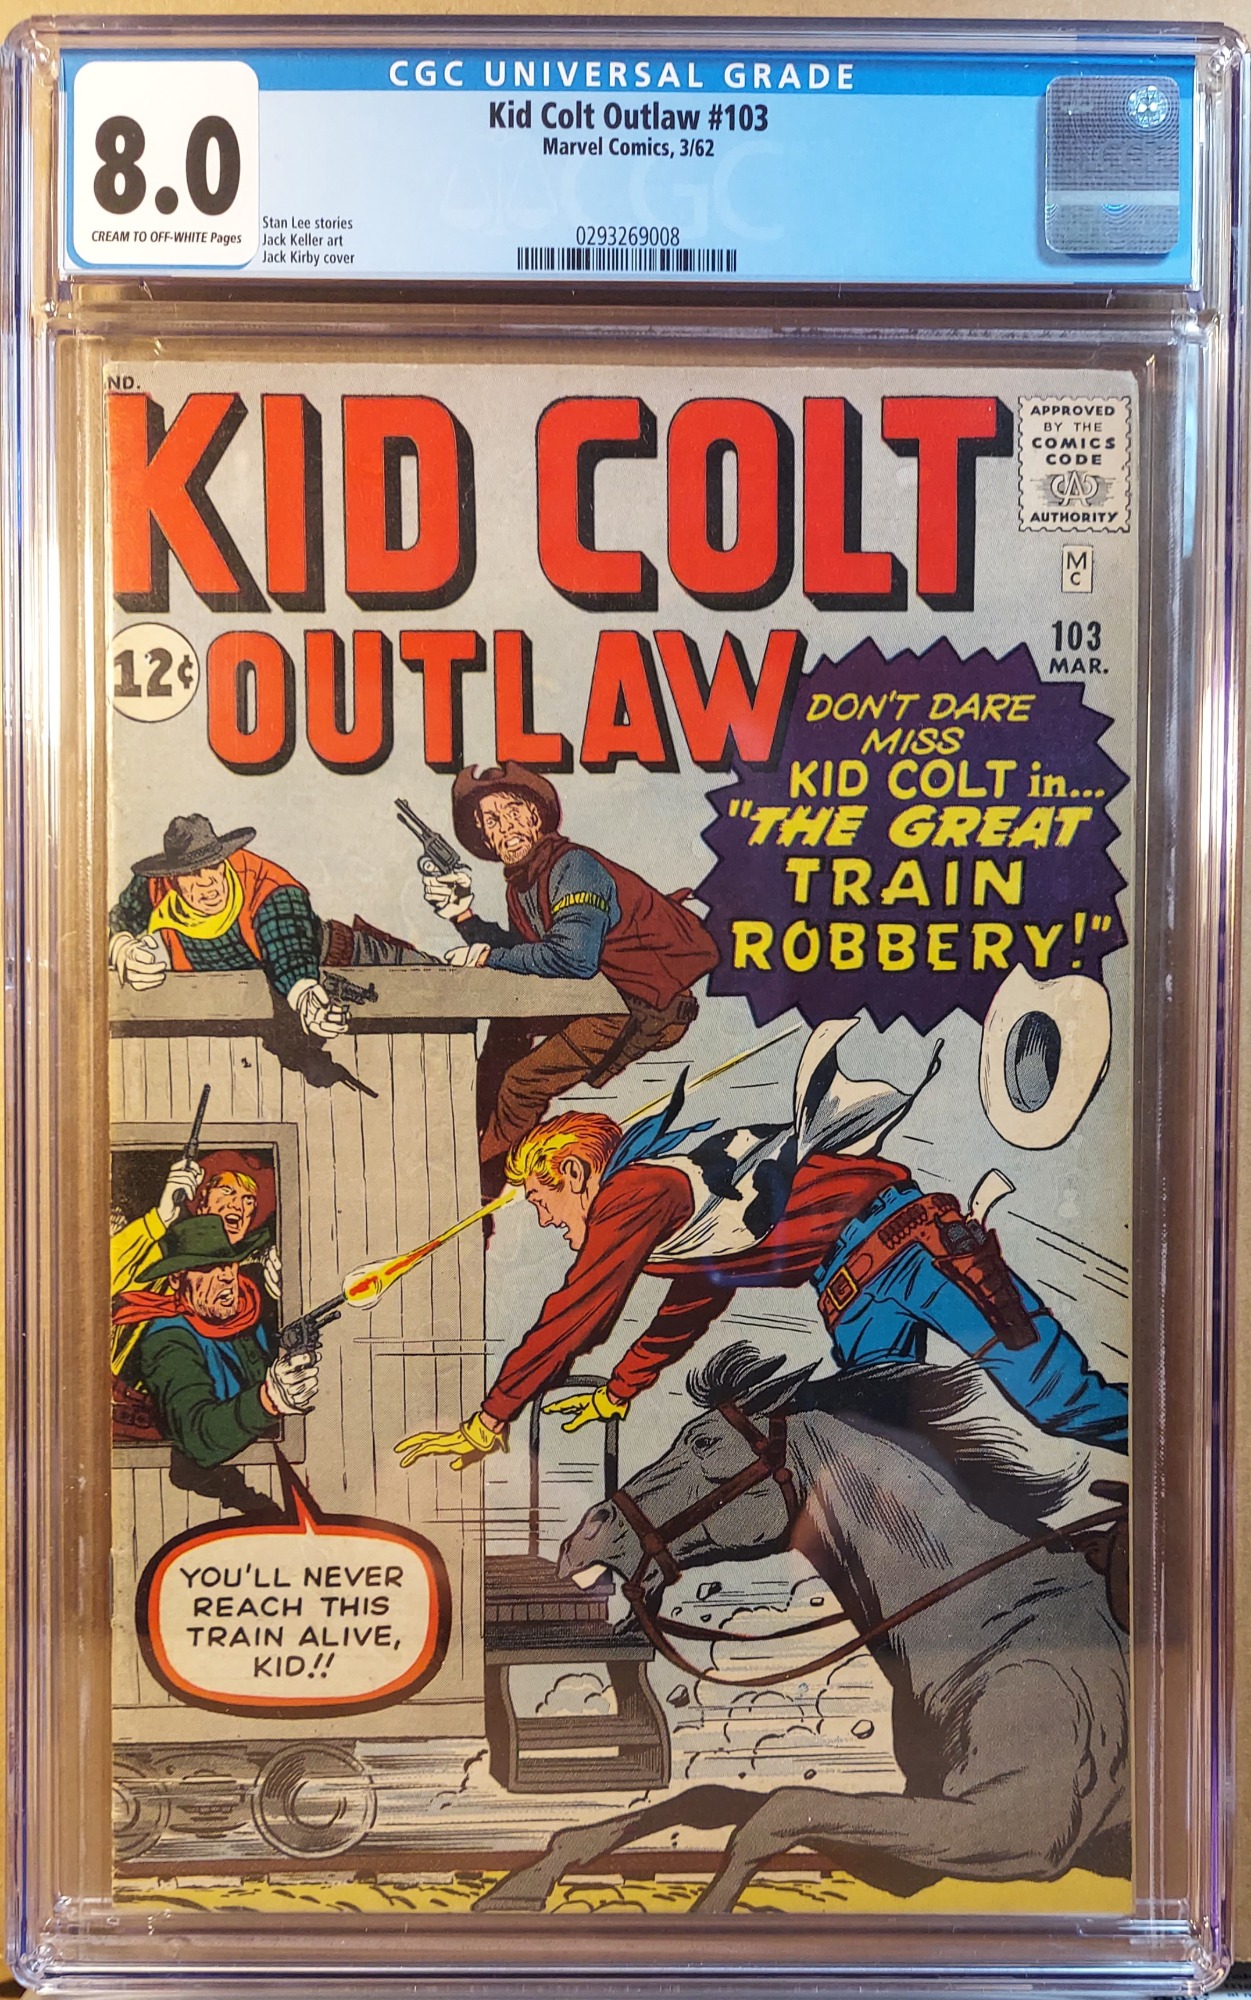 CGC UNIVERSAL GRADE
8.0
CREAM TO OFF-WHITE Pages
Kid Colt Outlaw #103
Marvel Comics, 3/62
Stan Lee stories
Jack Keller art
Jack Kirby cover
0293269008
CGC
ND.
KID COLT
OUTLAW
12¢
APPROVED
BY THE
COMICS
CODE
CA
AUTHORITY
M
C
103
MAR.
DON'T DARE
MISS
KID COLT in...
"THE GREAT
TRAIN
ROBBERY!"
YOU'LL NEVER
REACH THIS
TRAIN ALIVE,
KID!!